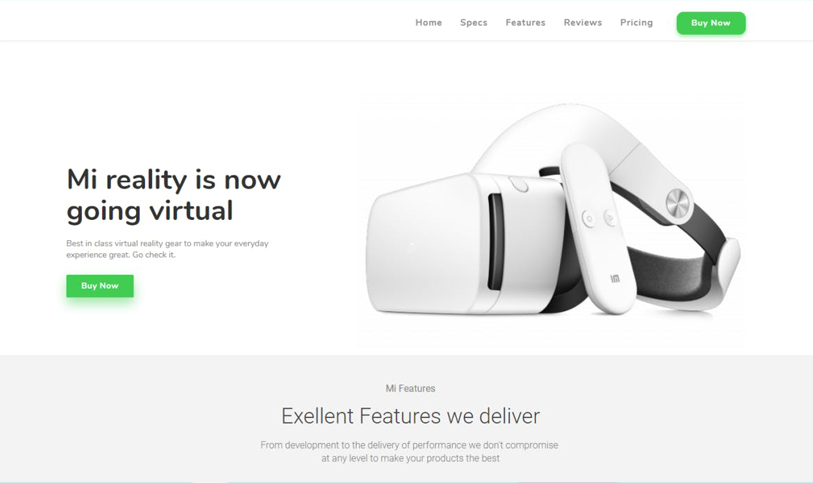 Home Specs Features Reviews Pricing Buy Now
Mi reality is now
going virtual
Best in class virtual reality gear to make your everyday
experience great. Go check it.
Buy Now
mi
Mi Features
Exellent Features we deliver
From development to the delivery of performance we don't compromise
at any level to make your products the best